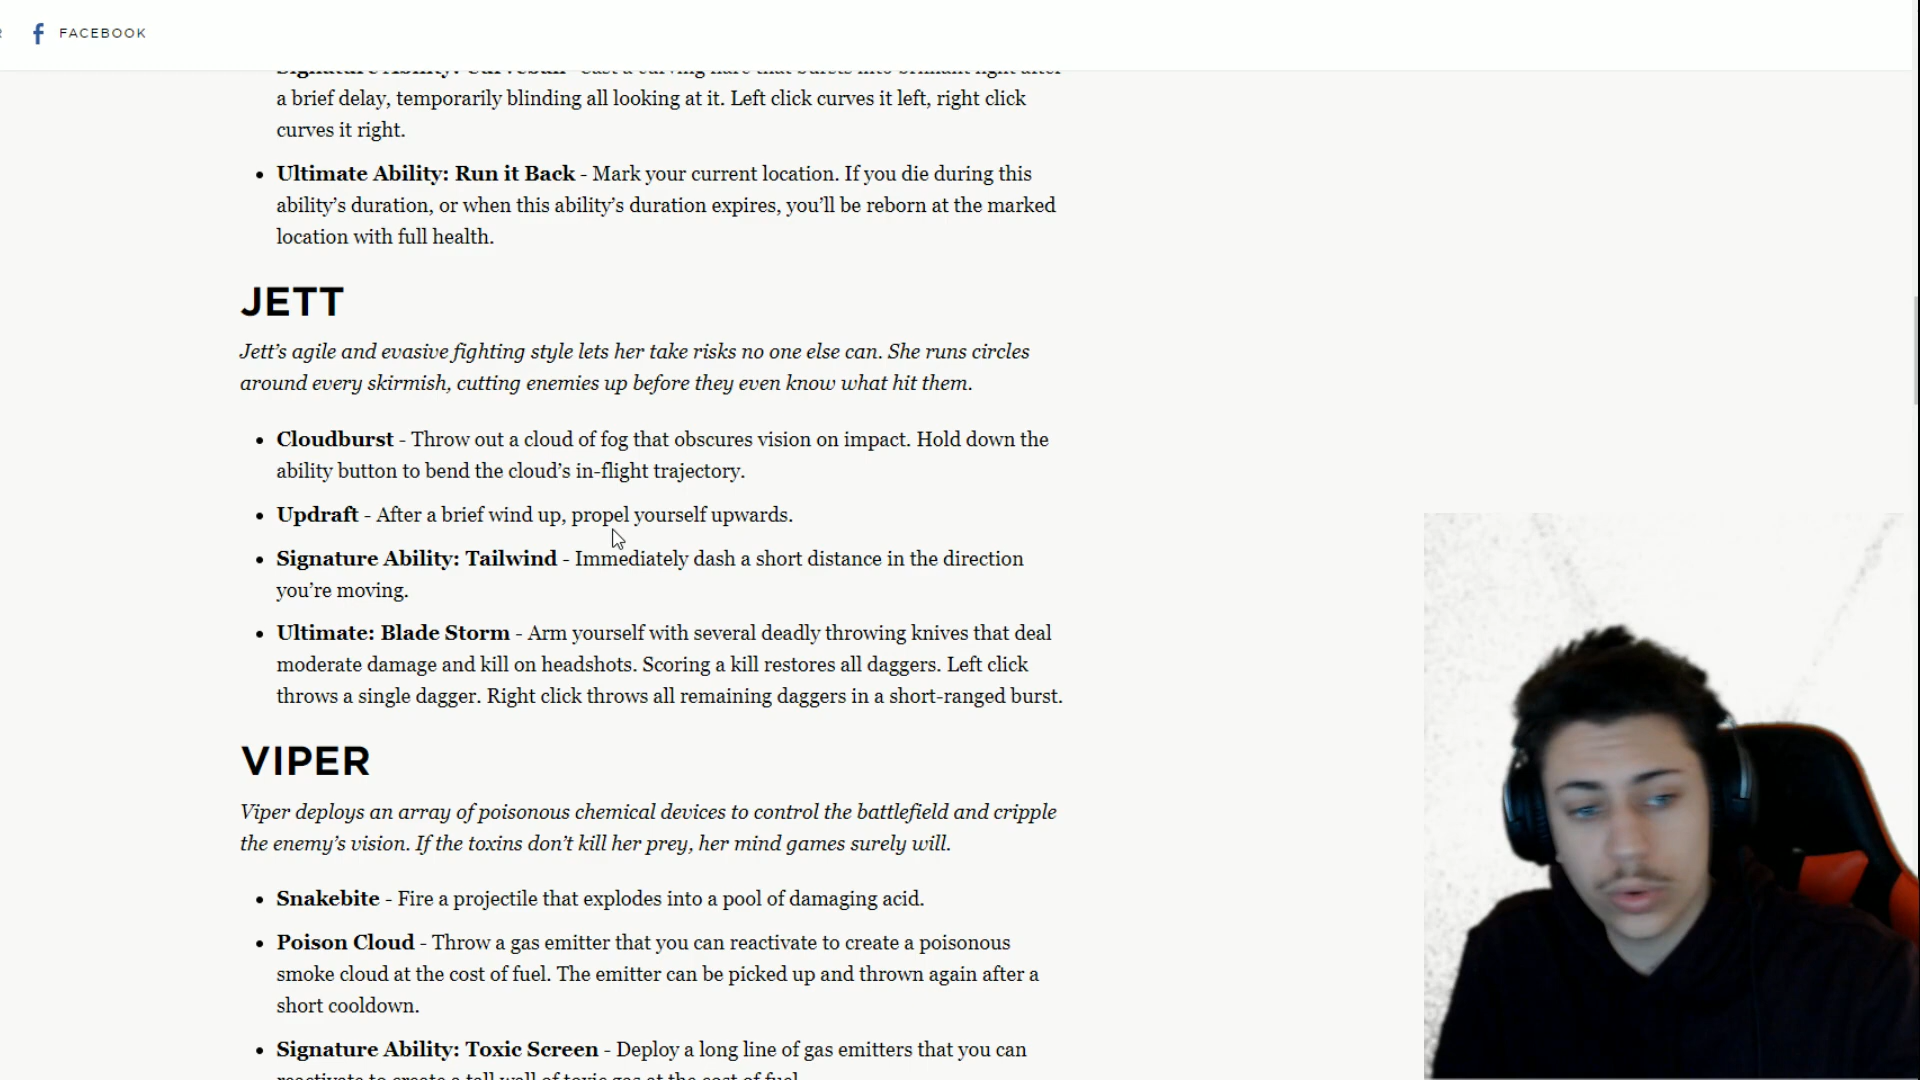 FACEBOOK
a brief delay, temporarily blinding all looking at it. Left click curves it left, right click
curves it right.
• Ultimate Ability: Run it Back - Mark your current location. If you die during this
ability’s duration, or when this ability’s duration expires, you’ll be reborn at the marked
location with full health.
JETT
Jett’s agile and evasive fighting style lets her take risks no one else can. She runs circles
around every skirmish, cutting enemies up before they even know what hit them.
• Cloudburst - Throw out a cloud of fog that obscures vision on impact. Hold down the
ability button to bend the cloud’s in-flight trajectory.
• Updraft - After a brief wind up, propel yourself upwards.
• Signature Ability: Tailwind - Immediately dash a short distance in the direction
you’re moving.
• Ultimate: Blade Storm - Arm yourself with several deadly throwing knives that deal
moderate damage and kill on headshots. Scoring a kill restores all daggers. Left click
throws a single dagger. Right click throws all remaining daggers in a short-ranged burst.
VIPER
Viper deploys an array of poisonous chemical devices to control the battlefield and cripple
the enemy’s vision. If the toxins don’t kill her prey, her mind games surely will.
• Snakebite - Fire a projectile that explodes into a pool of damaging acid.
• Poison Cloud - Throw a gas emitter that you can reactivate to create a poisonous
smoke cloud at the cost of fuel. The emitter can be picked up and thrown again after a
short cooldown.
• Signature Ability: Toxic Screen - Deploy a long line of gas emitters that you can
reactivate to create a tall wall of toxic gas at the cost of fuel.